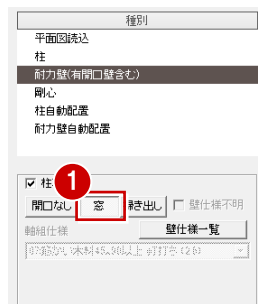 種別
平面図読込
柱
耐力壁(有開口壁含む)
剛心
柱自動配置
耐力壁自動配置
柱
1
開口なし 窓 掃き出し 壁仕様不明
軸組仕様 壁仕様一覧